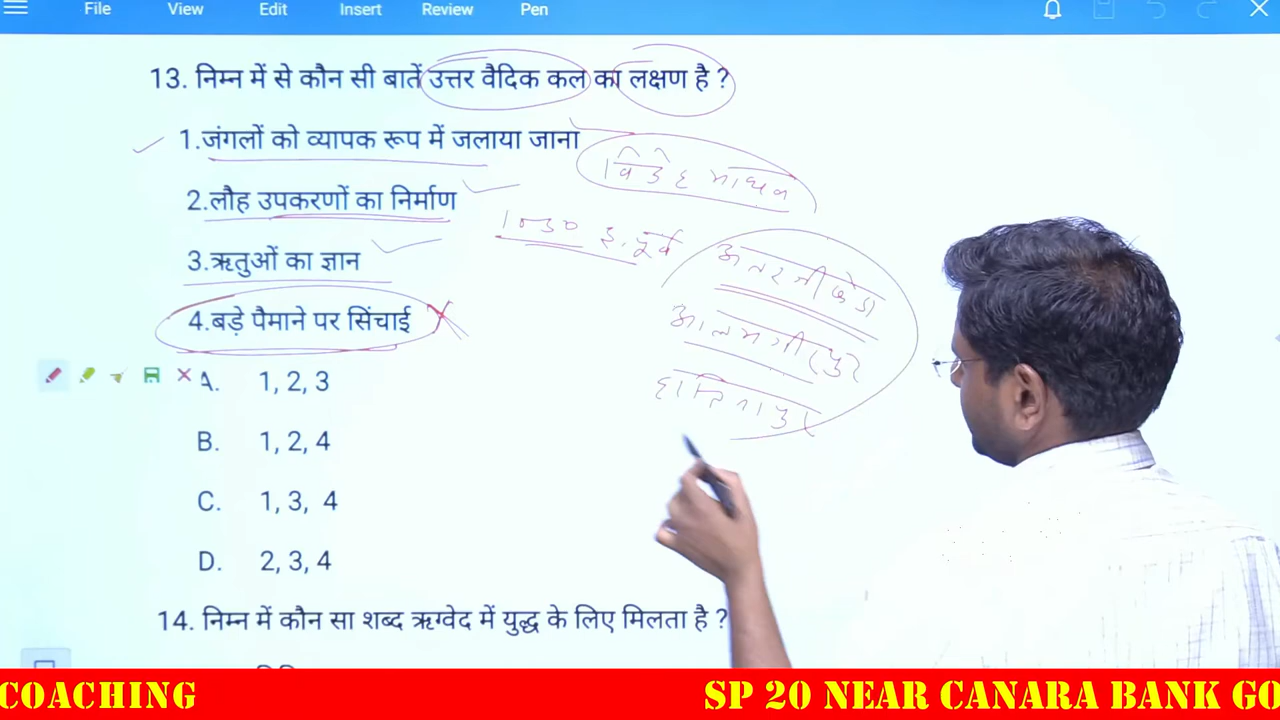 File View Edit Insert Review Pen
13. निम्न में से कौन सी बातें उत्तर वैदिक कल का लक्षण है ?
1.जंगलों को व्यापक रूप में जलाया जाना
विदेह माधव
2.लौह उपकरणों का निर्माण
ई. पूर्व
3.ऋतुओं का ज्ञान
अतरंजीखेड़ा
4.बड़े पैमाने पर सिंचाई
आलमगीरपुर
A. 1, 2, 3
B. 1, 2, 4
C. 1, 3, 4
D. 2, 3, 4
14. निम्न में कौन सा शब्द ऋग्वेद में युद्ध के लिए मिलता है ?
COACHING SP 20 NEAR CANARA BANK GO